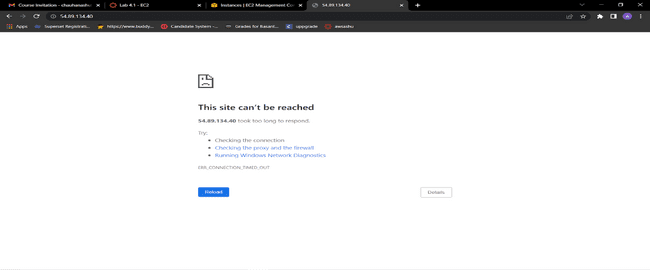 Course Invitation - chauhanashu
Lab 4.1 - EC2
Instances | EC2 Management Co
54.89.134.40
54.89.134.40
Apps
Superset Registrati...
https://www.buddy...
Candidate System -...
Grades for Basant...
upgrade
awsashu
This site can't be reached
54.89.134.40 took too long to respond.
Try:
Checking the connection
Checking the proxy and the firewall
Running Windows Network Diagnostics
ERR_CONNECTION_TIMED_OUT
Reload
Details